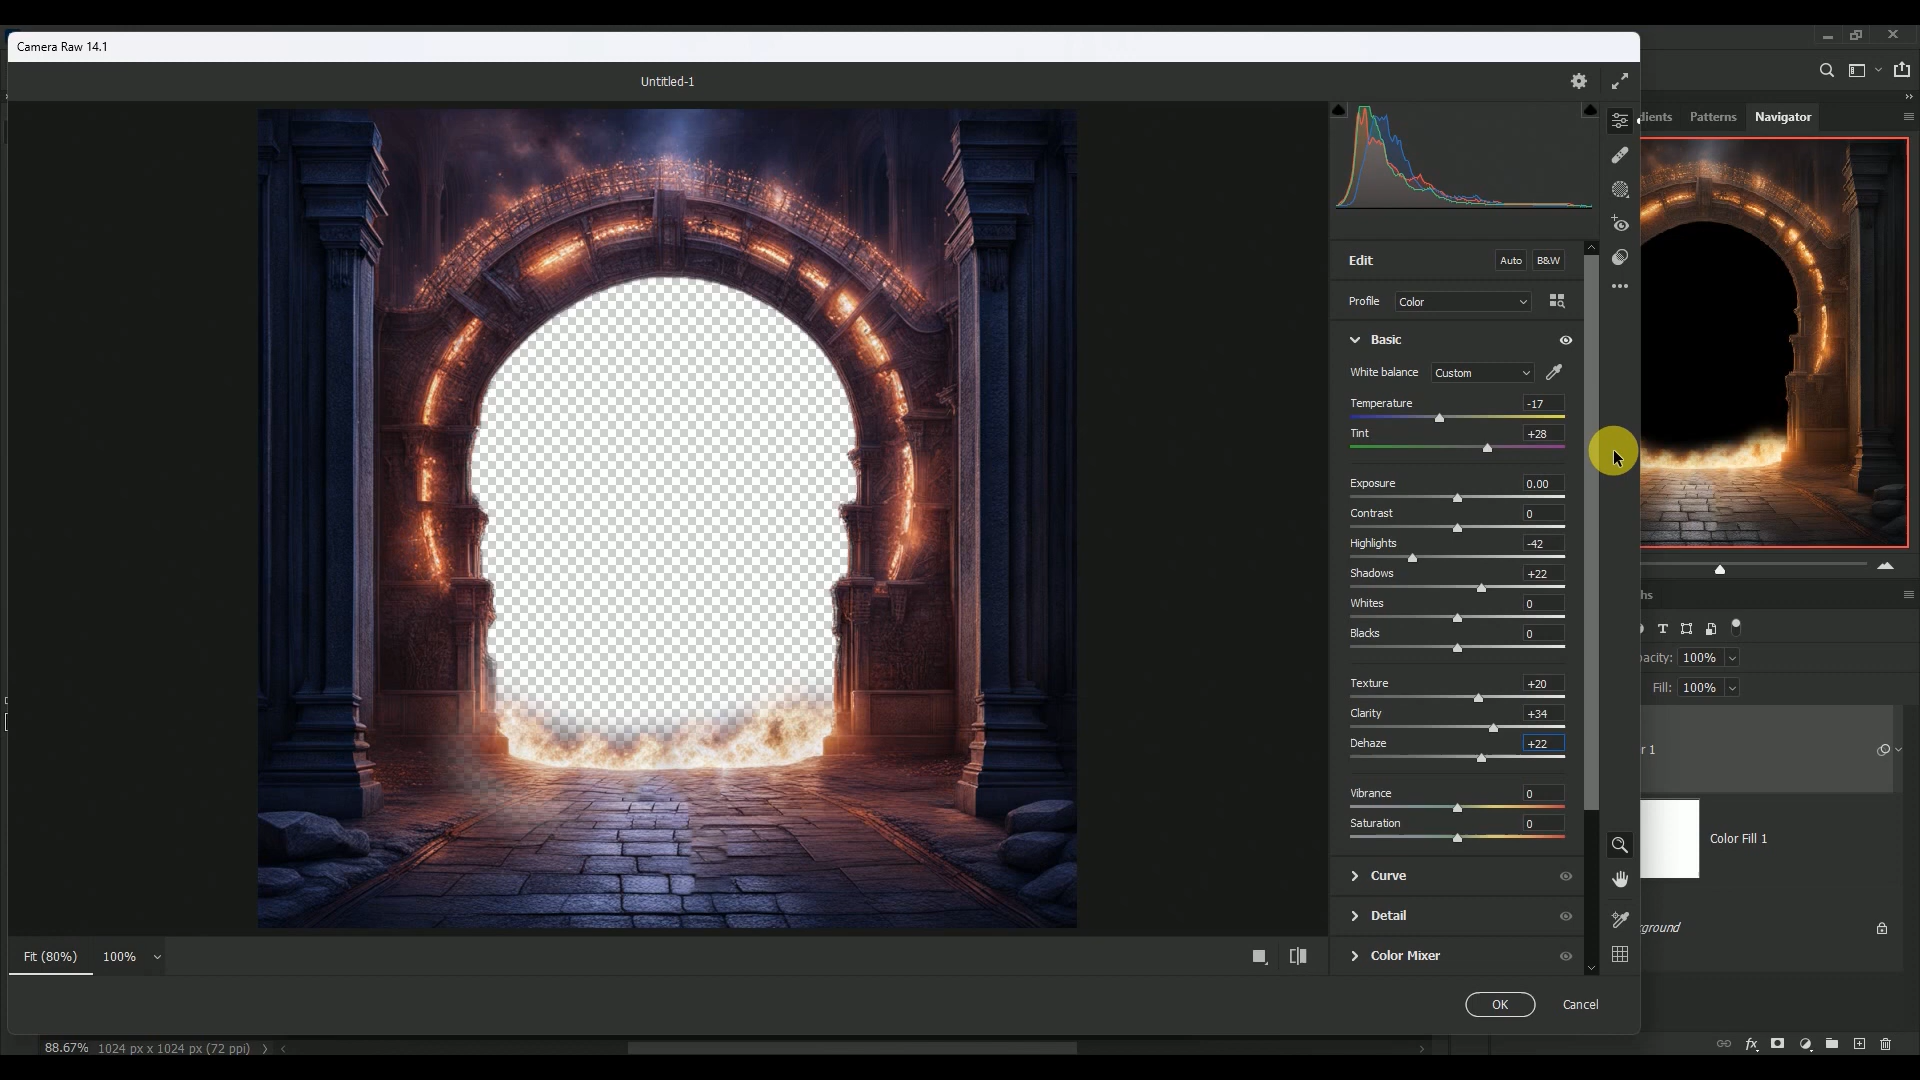 Camera Raw 14.1
Untitled-1
dients Patterns Navigator
Edit Auto B&W
Profile Color
Basic
White balance Custom
Temperature -17
Tint +28
Exposure 0.00
Contrast 0
Highlights -42
Shadows +22
Whites 0
Blacks 0
Texture +20
Clarity +34
Dehaze +22
Vibrance 0
Saturation 0
Curve
Detail
Color Mixer
hs
pacity: 100%
Fill: 100%
r 1
Color Fill 1
ground
Fit (80%) 100%
OK Cancel
88.67% 1024 px x 1024 px (72 ppi)